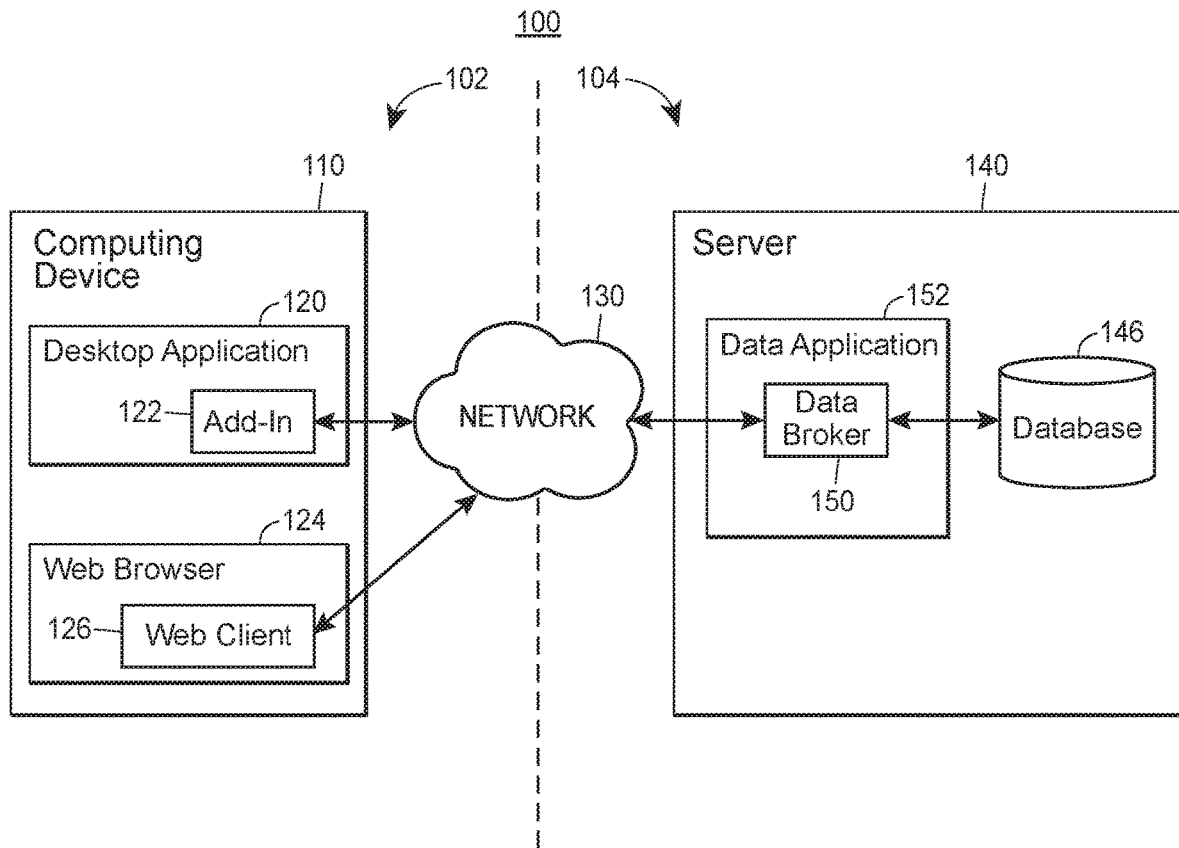 100
102
104
110
140
Computing
Device
Server
120
Desktop Application
122
Add-In
130
NETWORK
152
Data Application
Data
Broker
150
146
Database
124
Web Browser
126
Web Client